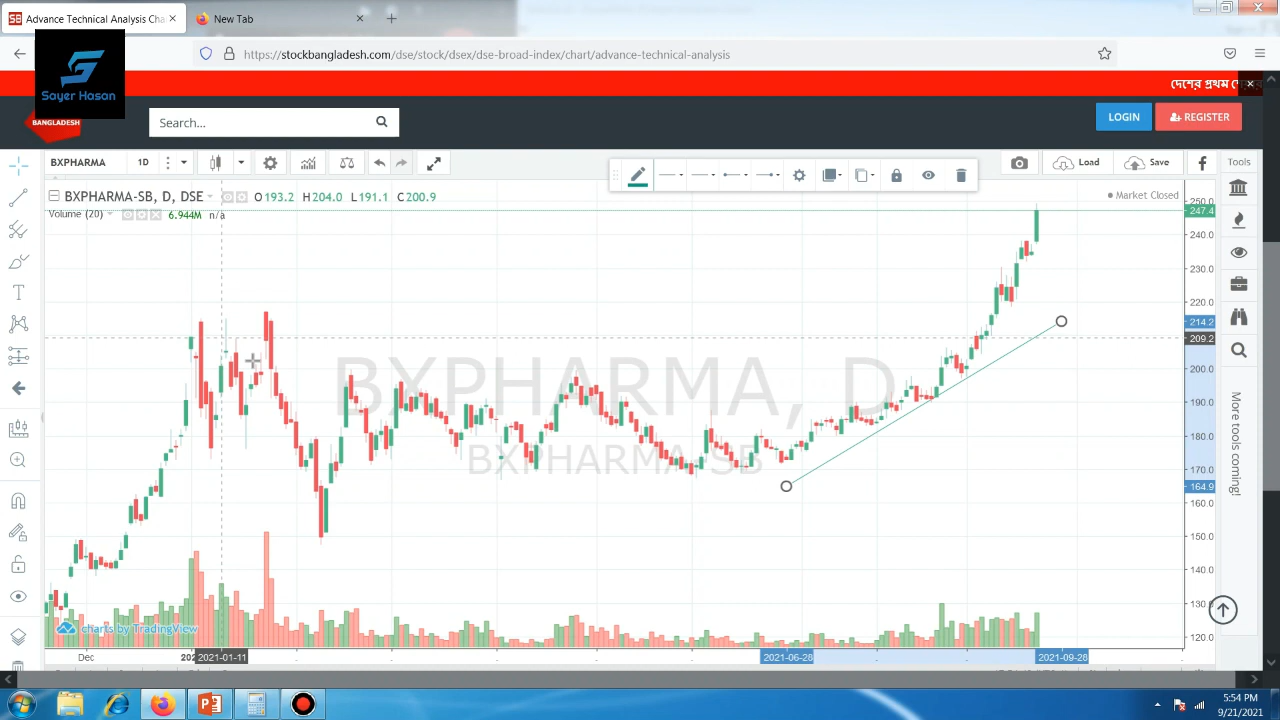 Advance Technical Analysis Cha
New Tab
https://stockbangladesh.com/dse/stock/dsex/dse-broad-index/chart/advance-technical-analysis
Sayer Hason
দেশের প্রথম
BANGLADESH
Search...
LOGIN
REGISTER
BXPHARMA 1D
Load
Save
Tools
BXPHARMA-SB, D, DSE O193.2 H204.0 L191.1 C200.9
Market Closed
Volume (20) 6.944M n/a
250.0
247.4
240.0
230.0
220.0
214.2
209.2
200.0
190.0
180.0
170.0
164.9
160.0
150.0
140.0
130.0
120.0
BXPHARMA, D
BXPHARMA-SB
More tools coming!
charts by TradingView
Dec
2021-01-11
2021-06-28
2021-09-28
5:54 PM
9/21/2021